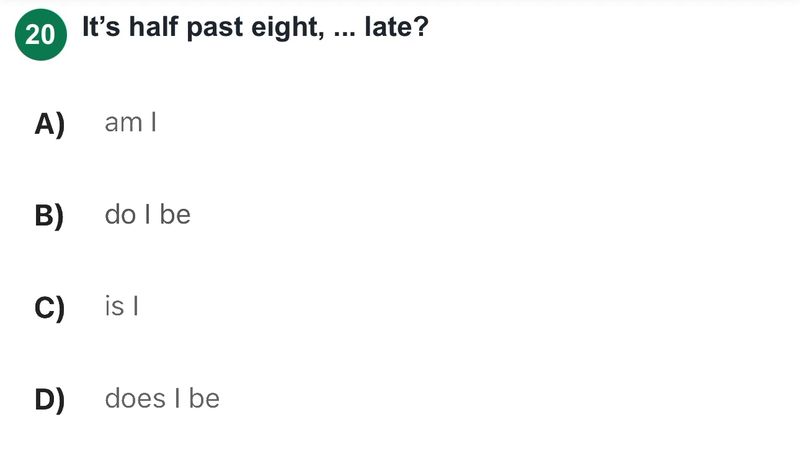 20 It’s half past eight, ... late?
A) am I
B) do I be
C) is I
D) does I be